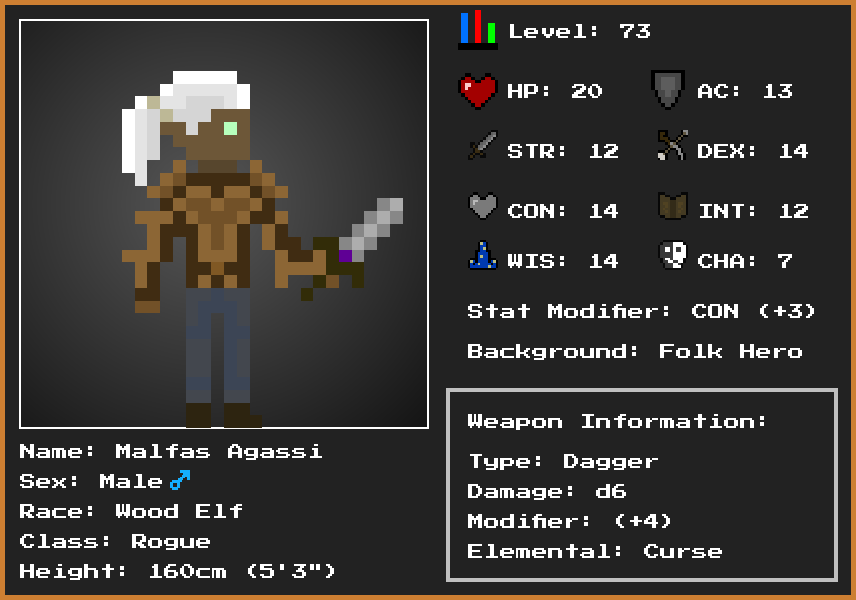 Level: 73
HP: 20 AC: 13
STR: 12 DEX: 14
CON: 14 INT: 12
WIS: 14 CHA: 7
Stat Modifier: CON (+3)
Background: Folk Hero
Weapon Information:
Type: Dagger
Damage: d6
Modifier: (+4)
Elemental: Curse
Name: Malfas Agassi
Sex: Male♂
Race: Wood Elf
Class: Rogue
Height: 160cm (5'3")